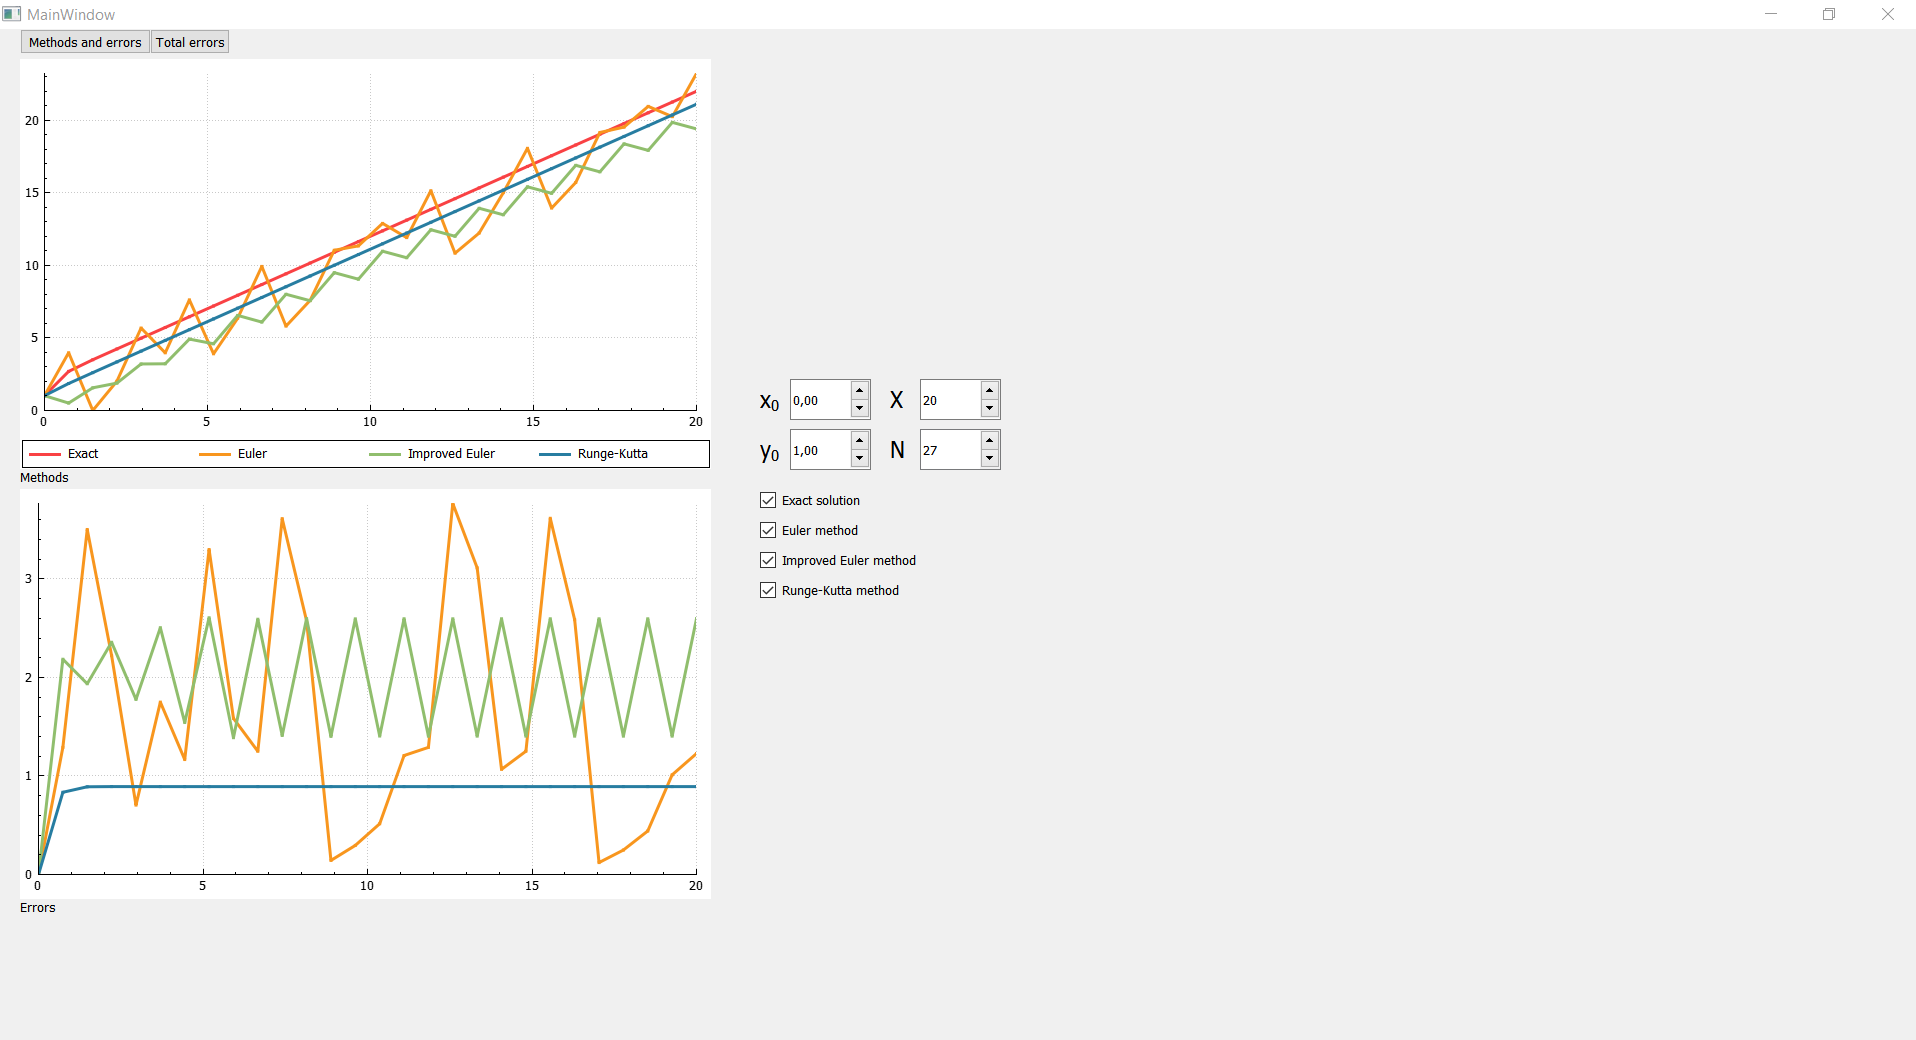 MainWindow
Methods and errors Total errors
20
15
10
5
0
0 5 10 15 20
Exact Euler Improved Euler Runge-Kutta
Methods
3
2
1
0
0 5 10 15 20
Errors
x0 0,00 X 20
y0 1,00 N 27
Exact solution
Euler method
Improved Euler method
Runge-Kutta method